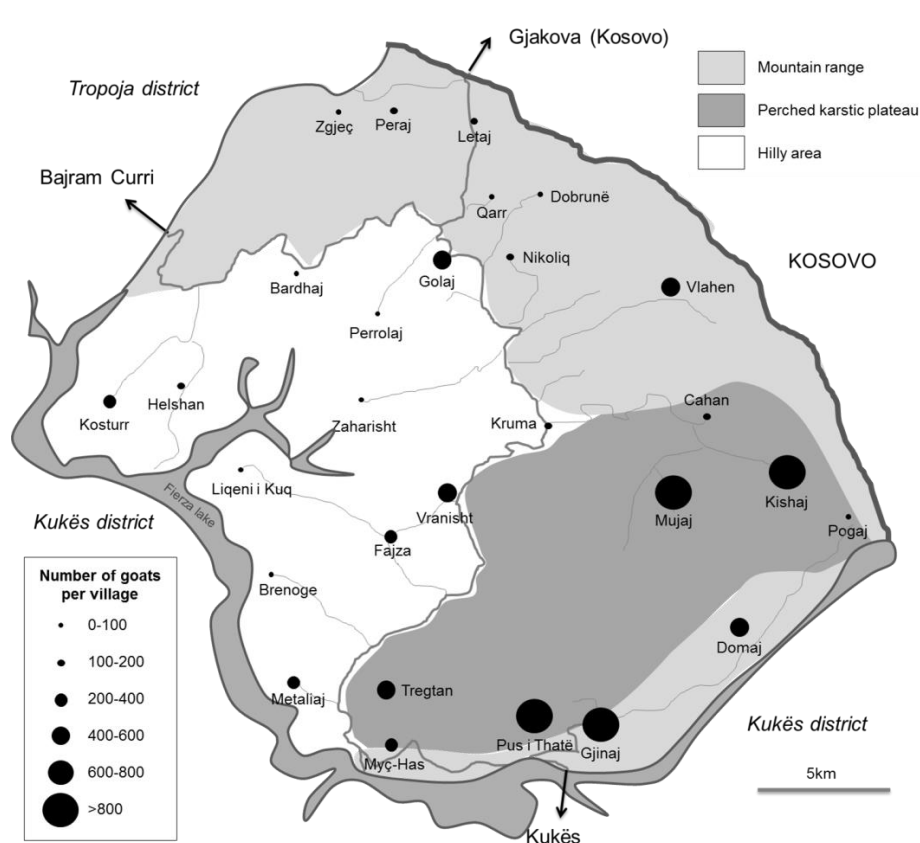 Gjakova (Kosovo)
Tropoja district
Mountain range
Perched karstic plateau
Hilly area
Zgjeç
Peraj
Letaj
Bajram Curri
Qarr
Dobrunë
Nikoliq
KOSOVO
Golaj
Bardhaj
Vlahen
Perrolaj
Helshan
Kosturr
Zaharisht
Kruma
Cahan
Liqeni i Kuq
Fierza lake
Vranisht
Mujaj
Kishaj
Pogaj
Kukës district
Fajza
Brenoge
Number of goats
per village
0-100
100-200
200-400
400-600
600-800
>800
Domaj
Metaliaj
Tregtan
Kukës district
Pus i Thatë
Gjinaj
Myç-Has
5km
Kukës